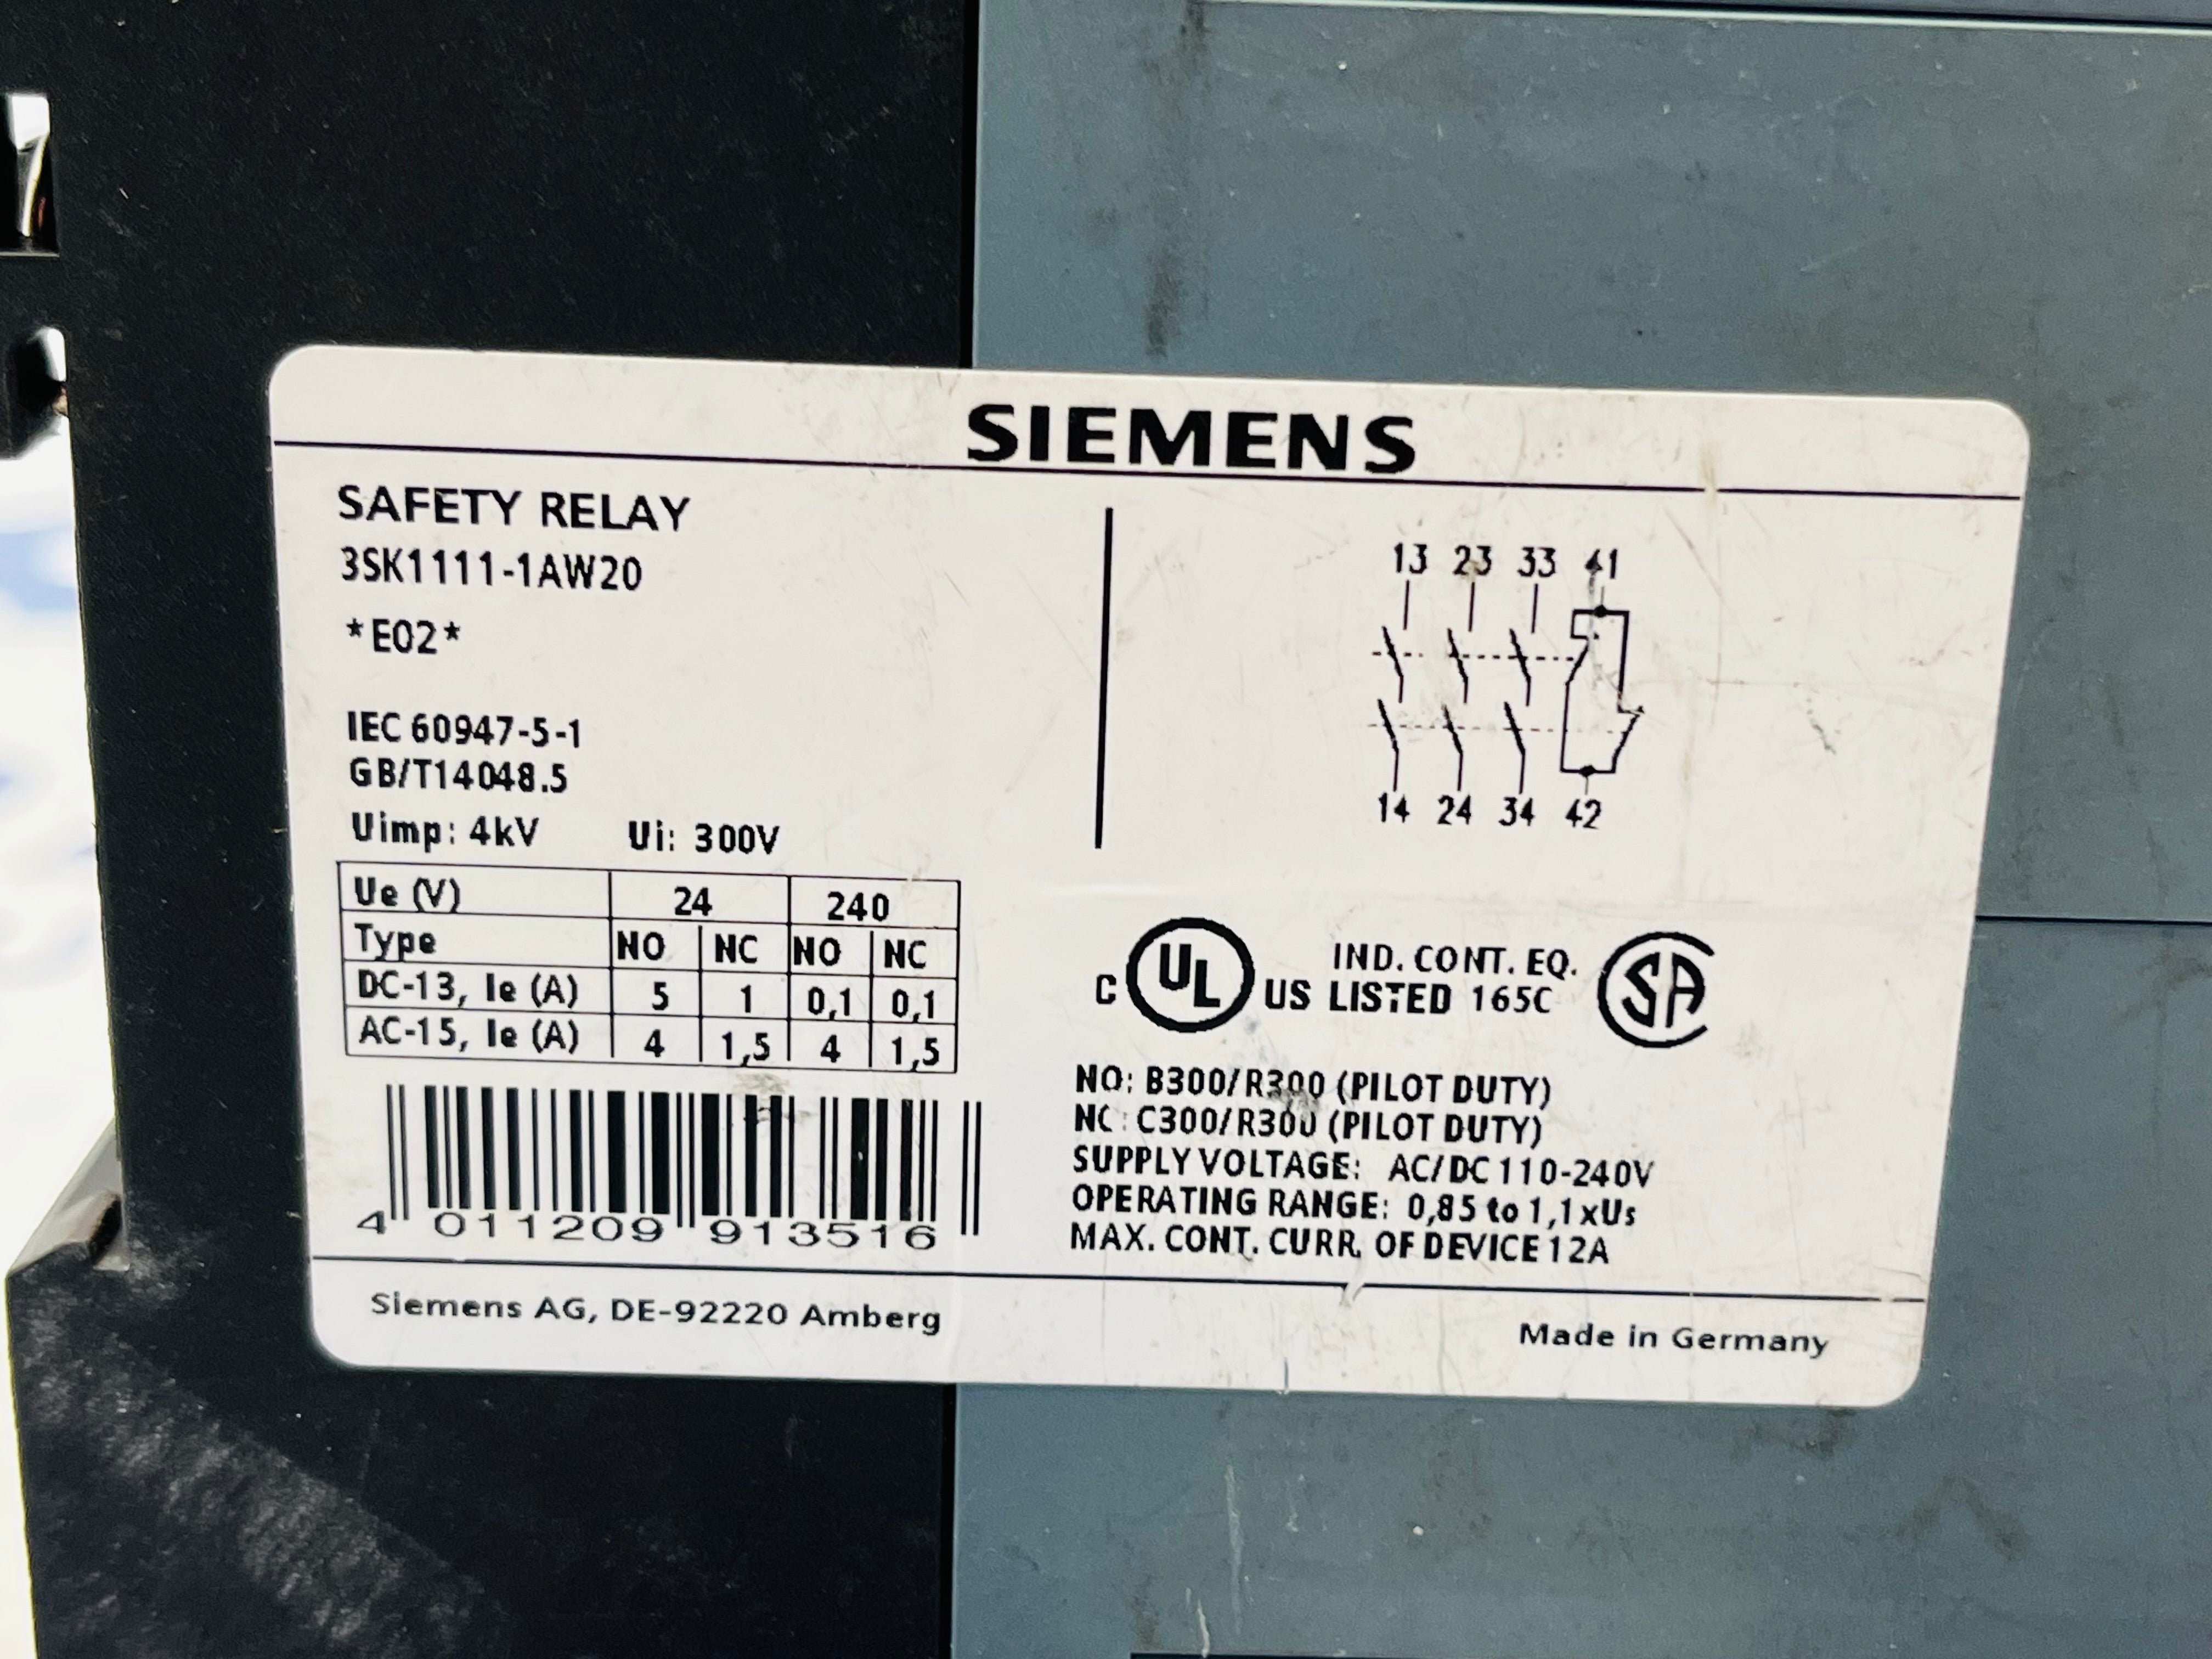 SIEMENS
SAFETY RELAY
3SK1111-1AW20
*E02*
IEC 60947-5-1
GB/T14048.5
Uimp: 4kV Ui: 300V
Ue (V) 24 240
Type NO NC NO NC
DC-13, Ie (A) 5 1 0,1 0,1
AC-15, Ie (A) 4 1,5 4 1,5
4 011209 913516
13 23 33 41
14 24 34 42
C UL US IND. CONT. EQ. SA
LISTED 165C
NO: B300/R300 (PILOT DUTY)
NC: C300/R300 (PILOT DUTY)
SUPPLY VOLTAGE: AC/DC 110-240V
OPERATING RANGE: 0,85 to 1,1xUs
MAX. CONT. CURR. OF DEVICE 12A
Siemens AG, DE-92220 Amberg
Made in Germany